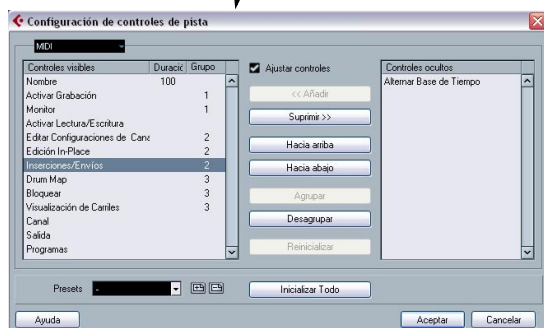 Configuración de controles de pista
MIDI
Controles visibles Duració Grupo
Nombre 100
Activar Grabación 1
Monitor 1
Activar Lectura/Escritura
Editar Configuraciones de Cana 2
Edición In-Place 2
Inserciones/Envíos 2
Drum Map 3
Bloquear 3
Visualización de Carriles 3
Canal
Salida
Programas
Ajustar controles
<< Añadir
Suprimir >>
Hacia arriba
Hacia abajo
Agrupar
Desagrupar
Reinicializar
Controles ocultos
Alternar Base de Tiempo
Presets -
Inicializar Todo
Ayuda
Aceptar
Cancelar